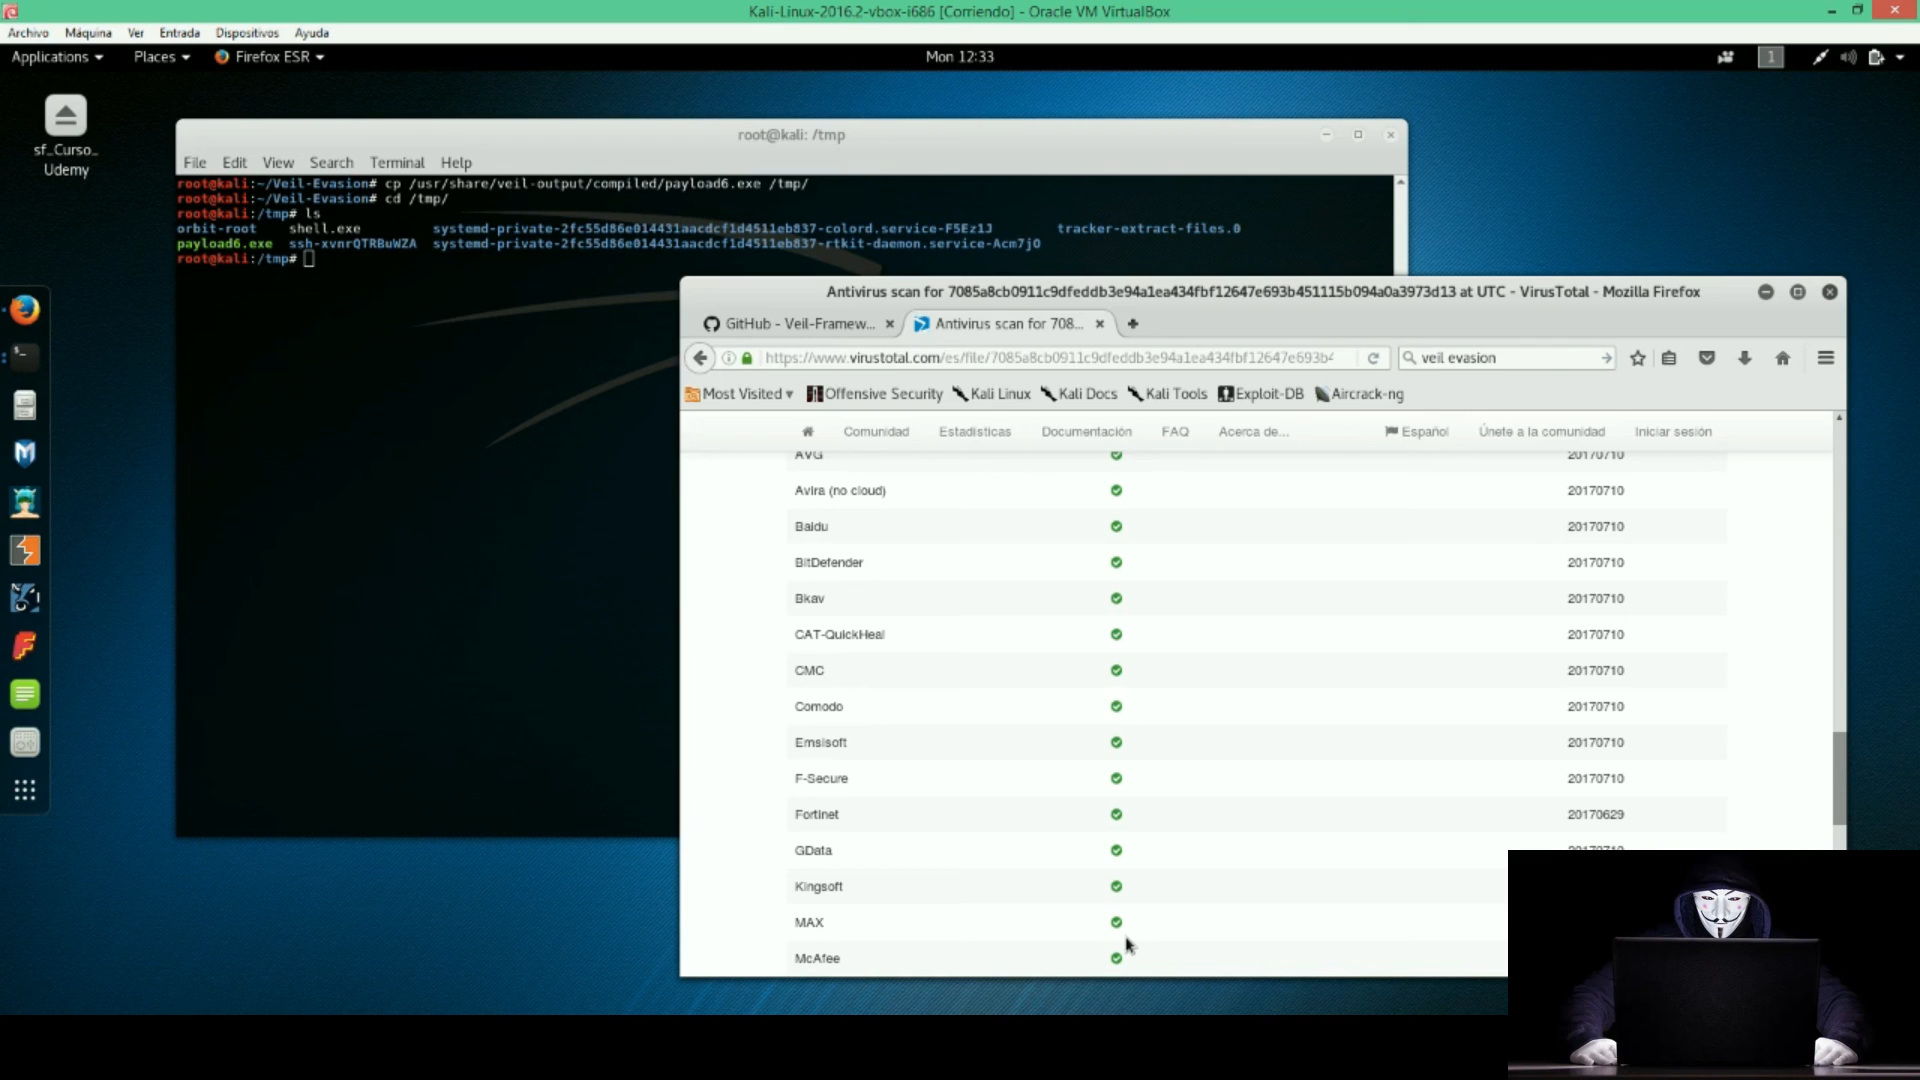 Kali-Linux-2016.2-vbox-i686 [Corriendo] - Oracle VM VirtualBox
Archivo Máquina Ver Entrada Dispositivos Ayuda
Applications Places Firefox ESR Mon 12:33 1
sf_Curso_
Udemy
root@kali: /tmp
File Edit View Search Terminal Help
root@kali:~/Veil-Evasion# cp /usr/share/veil-output/compiled/payload6.exe /tmp/
root@kali:~/Veil-Evasion# cd /tmp/
root@kali:/tmp# ls
orbit-root shell.exe systemd-private-2fc55d86e014431aacdcf1d4511eb837-colord.service-F5Ez1J tracker-extract-files.0
payload6.exe ssh-xvnrQTRBuWZA systemd-private-2fc55d86e014431aacdcf1d4511eb837-rtkit-daemon.service-Acm7jO
root@kali:/tmp#
Antivirus scan for 7085a8cb0911c9dfeddb3e94a1ea434fbf12647e693b451115b094a0a3973d13 at UTC - VirusTotal - Mozilla Firefox
GitHub - Veil-Framew... Antivirus scan for 708...
https://www.virustotal.com/es/file/7085a8cb0911c9dfeddb3e94a1ea434fbf12647e693b4 veil evasion
Most Visited Offensive Security Kali Linux Kali Docs Kali Tools Exploit-DB Aircrack-ng
Comunidad Estadísticas Documentación FAQ Acerca de... Español Únete a la comunidad Iniciar sesión
AVG 20170710
Avira (no cloud) 20170710
Baidu 20170710
BitDefender 20170710
Bkav 20170710
CAT-QuickHeal 20170710
CMC 20170710
Comodo 20170710
Emsisoft 20170710
F-Secure 20170710
Fortinet 20170629
GData 20170710
Kingsoft
MAX
McAfee